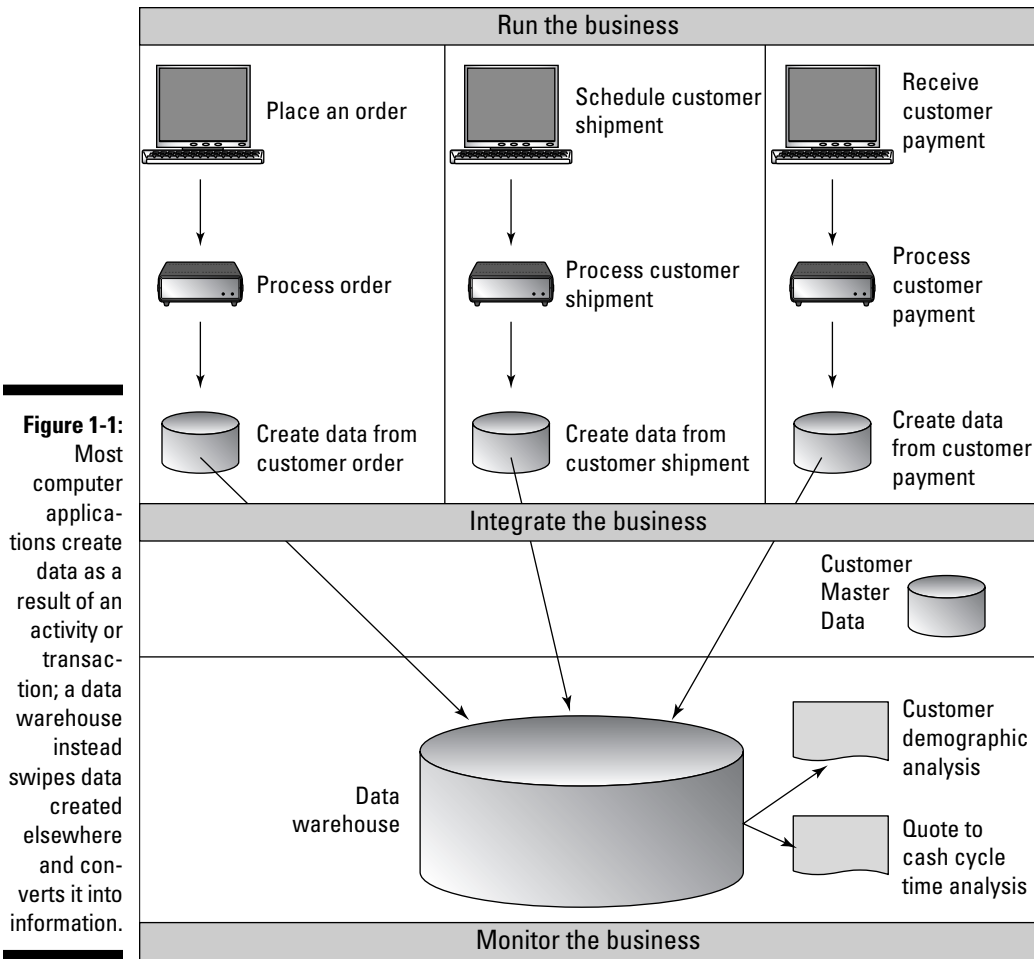 Run the business
Place an order
Schedule customer
shipment
Receive
customer
payment
Process order
Process customer
shipment
Process
customer
payment
Create data from
customer order
Create data from
customer shipment
Create data
from customer
payment
Figure 1-1:
Most
computer
applica-
tions create
data as a
result of an
activity or
transac-
tion; a data
warehouse
instead
swipes data
created
elsewhere
and con-
verts it into
information.
Integrate the business
Customer
Master
Data
Data
warehouse
Customer
demographic
analysis
Quote to
cash cycle
time analysis
Monitor the business